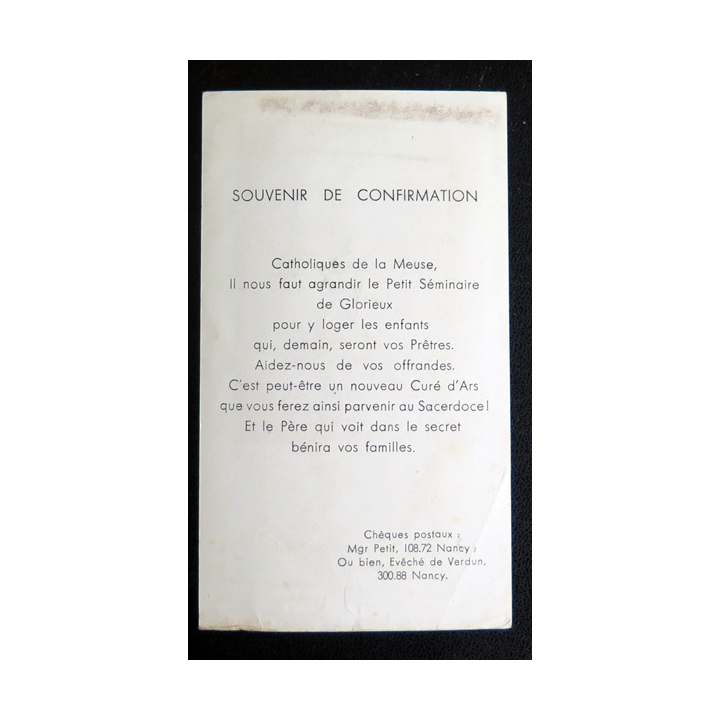 SOUVENIR DE CONFIRMATION
Catholiques de la Meuse,
Il nous faut agrandir le Petit Séminaire
de Glorieux
pour y loger les enfants
qui, demain, seront vos Prêtres.
Aidez-nous de vos offrandes.
C'est peut-être un nouveau Curé d'Ars
que vous ferez ainsi parvenir au Sacerdoce!
Et le Père qui voit dans le secret
bénira vos familles.
Chèques postaux :
Mgr Petit, 108.72 Nancy ;
Ou bien, Evêché de Verdun,
300.88 Nancy.